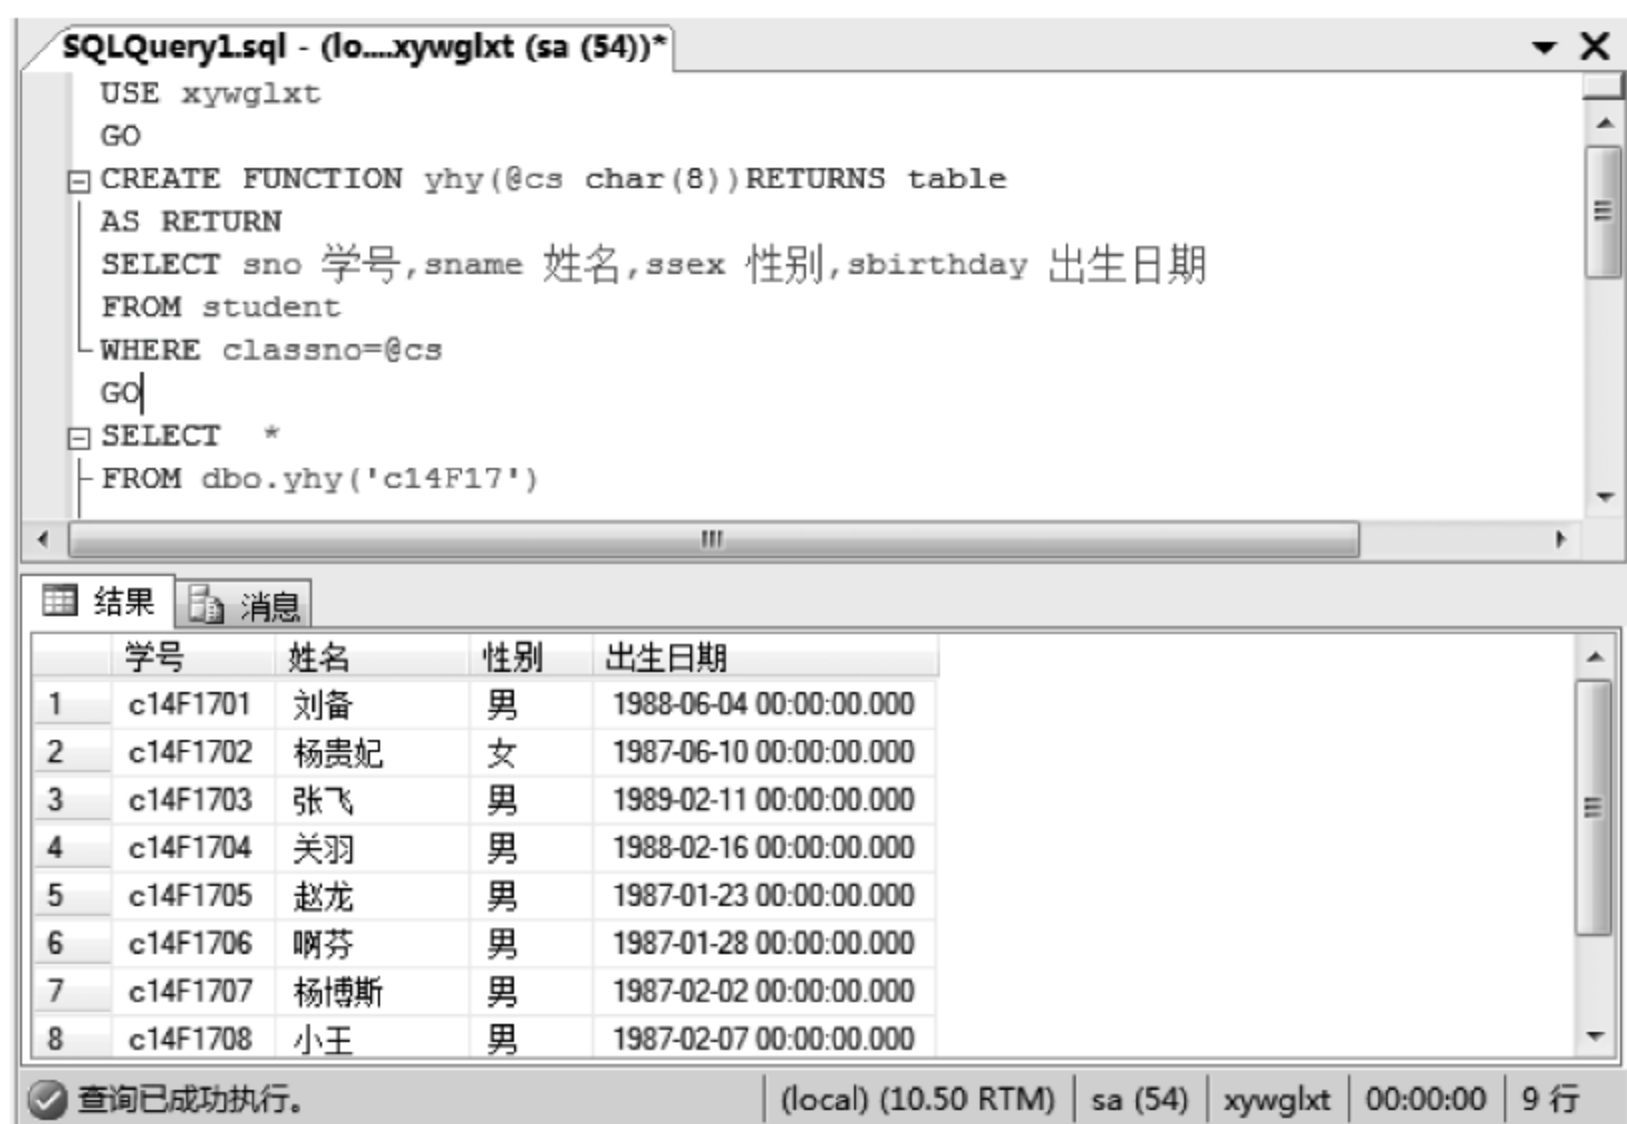 SQLQuery1.sql - (lo....xywglxt (sa (54))*
USE xywglxt
GO
CREATE FUNCTION yhy(@cs char(8))RETURNS table
AS RETURN
SELECT sno 学号,sname 姓名,ssex 性别,sbirthday 出生日期
FROM student
WHERE classno=@cs
GO
SELECT  *
FROM dbo.yhy('c14F17')
结果 消息
学号 姓名 性别 出生日期
1 c14F1701 刘备 男 1988-06-04 00:00:00.000
2 c14F1702 杨贵妃 女 1987-06-10 00:00:00.000
3 c14F1703 张飞 男 1989-02-11 00:00:00.000
4 c14F1704 关羽 男 1988-02-16 00:00:00.000
5 c14F1705 赵龙 男 1987-01-23 00:00:00.000
6 c14F1706 啊芬 男 1987-01-28 00:00:00.000
7 c14F1707 杨博斯 男 1987-02-02 00:00:00.000
8 c14F1708 小王 男 1987-02-07 00:00:00.000
查询已成功执行。 (local) (10.50 RTM) sa (54) xywglxt 00:00:00 9 行